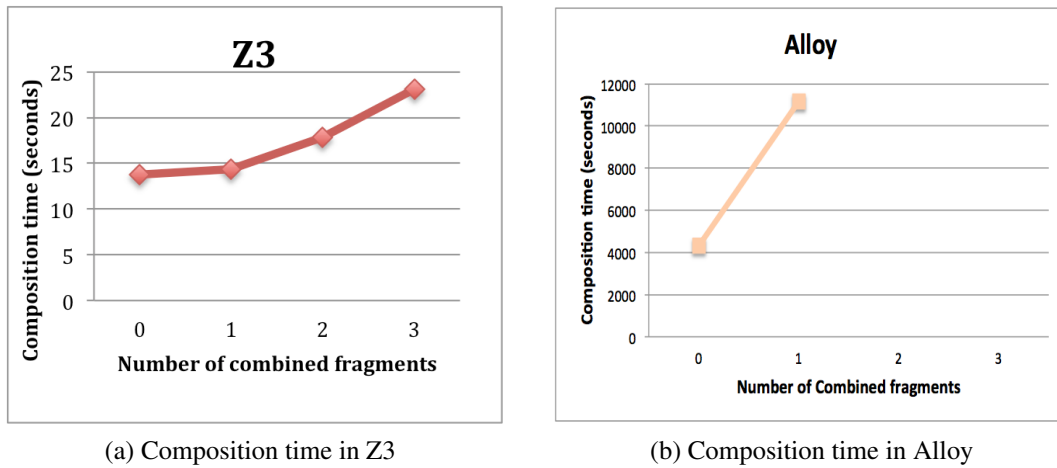 Z3
Composition time (seconds)
25
20
15
10
5
0
0 1 2 3
Number of combined fragments
(a) Composition time in Z3
Alloy
Composition time (seconds)
12000
10000
8000
6000
4000
2000
0
0 1 2 3
Number of Combined fragments
(b) Composition time in Alloy